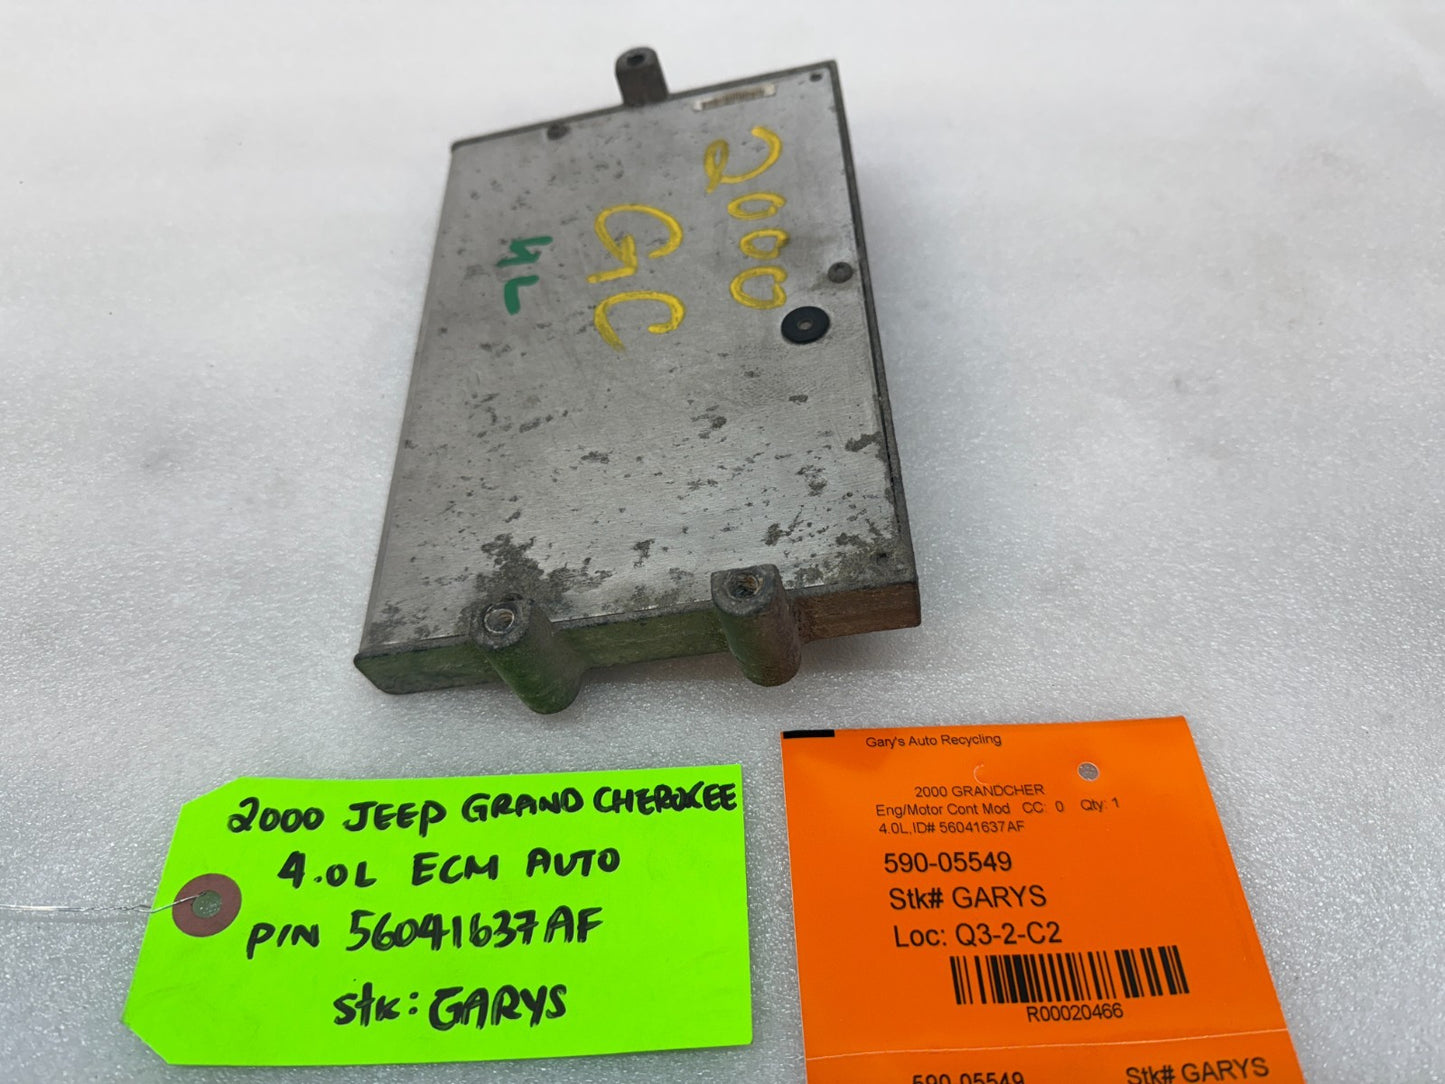 2000
GC
4L
2000 JEEP GRAND CHEROKEE
4.0L ECM AUTO
P/N 56041637AF
Stk: GARYS
Gary's Auto Recycling
2000 GRANDCHER
Eng/Motor Cont Mod CC: 0 Qty: 1
4.0L,ID# 56041637AF
590-05549
Stk# GARYS
Loc: Q3-2-C2
R00020466
590-05549 Stk# GARYS